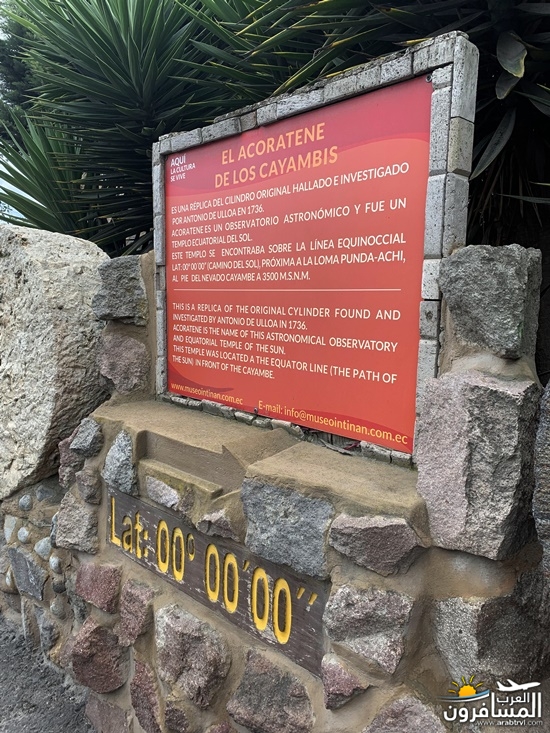 AQUÍ
LA CULTURA
SE VIVE
EL ACORATENE
DE LOS CAYAMBIS
ES UNA RÉPLICA DEL CILINDRO ORIGINAL HALLADO E INVESTIGADO
POR ANTONIO DE ULLOA EN 1736.
ACORATENE ES UN OBSERVATORIO ASTRONÓMICO Y FUE UN
TEMPLO ECUATORIAL DEL SOL.
ESTE TEMPLO SE ENCONTRABA SOBRE LA LÍNEA EQUINOCCIAL
LAT: 00º 00' 00" (CAMINO DEL SOL), PRÓXIMA A LA LOMA PUNDA-ACHI,
AL PIE DEL NEVADO CAYAMBE A 3500 M.S.N.M.
THIS IS A REPLICA OF THE ORIGINAL CYLINDER FOUND AND
INVESTIGATED BY ANTONIO DE ULLOA IN 1736.
ACORATENE IS THE NAME OF THIS ASTRONOMICAL OBSERVATORY
AND EQUATORIAL TEMPLE OF THE SUN.
THIS TEMPLE WAS LOCATED A THE EQUATOR LINE (THE PATH OF
THE SUN) IN FRONT OF THE CAYAMBE.
www.museointinan.com.ec E-mail: info@museointinan.com.ec
Lat: 00º 00' 00"
العرب
المسافرون
www.arabtrvl.com